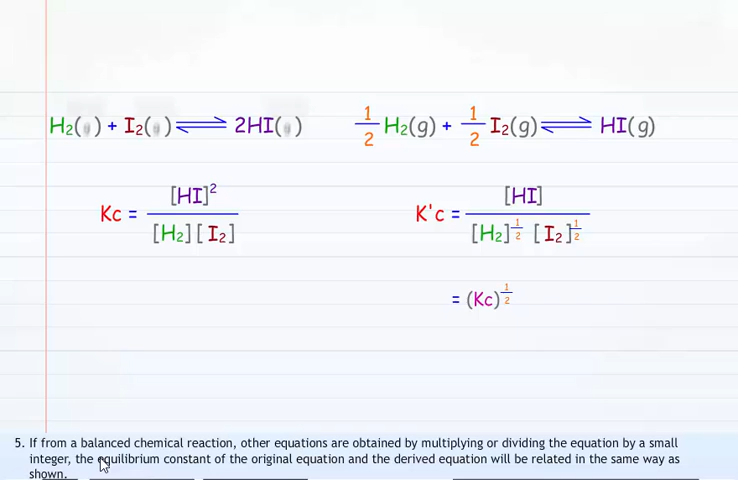 H₂(g) + I₂(g) ⇌ 2HI(g)
½ H₂(g) + ½ I₂(g) ⇌ HI(g)
Kc = [HI]² / [H₂][I₂]
K'c = [HI] / [H₂]^½ [I₂]^½
= (Kc)^½
5. If from a balanced chemical reaction, other equations are obtained by multiplying or dividing the equation by a small
integer, the equilibrium constant of the original equation and the derived equation will be related in the same way as
shown.